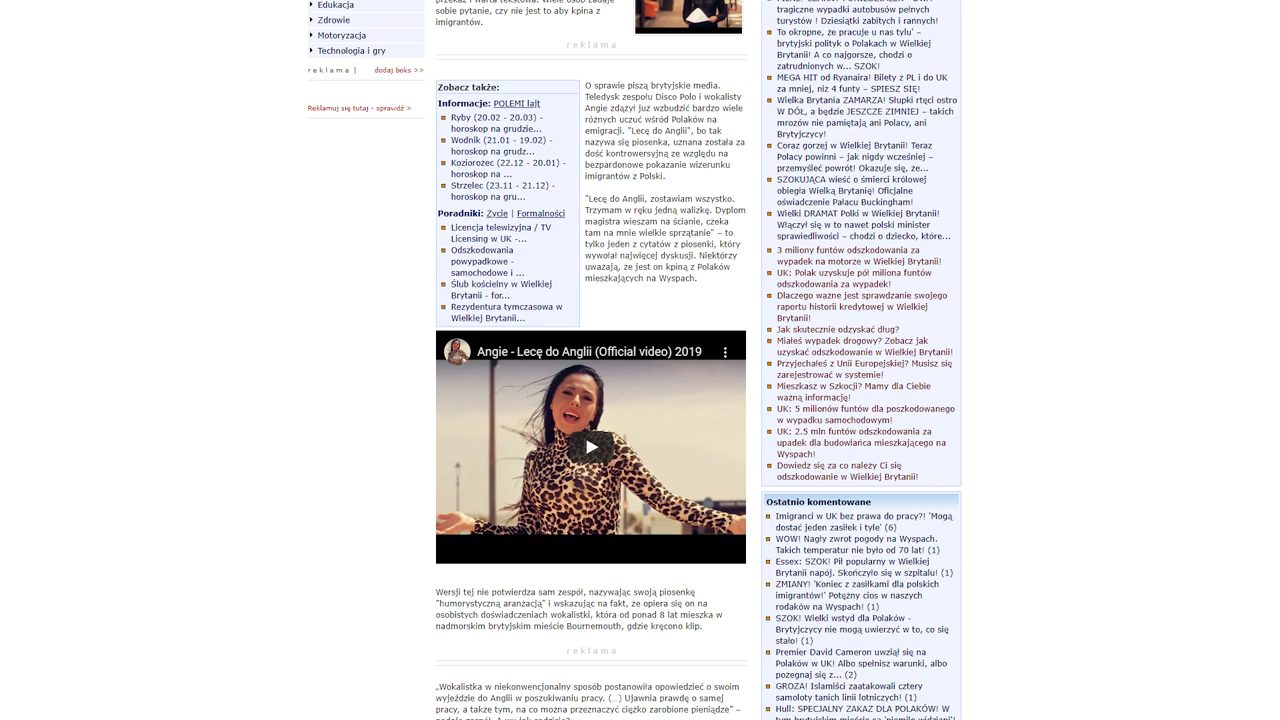 Edukacja
Zdrowie
Motoryzacja
Technologia i gry
r e k l a m a  |  dodaj boks >>
Reklamuj się tutaj - sprawdź >
przekaz i warta tekstowa. Wiele osób zadaje
sobie pytanie, czy nie jest to aby kpina z
imigrantów.
r e k l a m a
Zobacz także:
Informacje: POLEMI lajt
Ryby (20.02 - 20.03) -
horoskop na grudzie...
Wodnik (21.01 - 19.02) -
horoskop na grudz...
Koziorożec (22.12 - 20.01) -
horoskop na ...
Strzelec (23.11 - 21.12) -
horoskop na gru...
Poradniki: Życie | Formalności
Licencja telewizyjna / TV
Licensing w UK -...
Odszkodowania
powypadkowe -
samochodowe i ...
Ślub kościelny w Wielkiej
Brytanii - for...
Rezydentura tymczasowa w
Wielkiej Brytanii...
O sprawie piszą brytyjskie media.
Teledysk zespołu Disco Polo i wokalisty
Angie zdążył już wzbudzić bardzo wiele
różnych uczuć wśród Polaków na
emigracji. "Lecę do Anglii", bo tak
nazywa się piosenka, uznana została za
dość kontrowersyjną ze względu na
bezpardonowe pokazanie wizerunku
imigrantów z Polski.
"Lecę do Anglii, zostawiam wszystko.
Trzymam w ręku jedną walizkę. Dyplom
magistra wieszam na ścianie, czeka
tam na mnie wielkie sprzątanie" – to
tylko jeden z cytatów z piosenki, który
wywołał najwięcej dyskusji. Niektórzy
uważają, że jest on kpiną z Polaków
mieszkających na Wyspach.
Angie - Lecę do Anglii (Official video) 2019
Wersji tej nie potwierdza sam zespół, nazywając swoją piosenkę
"humorystyczną aranżacją" i wskazując na fakt, że opiera się on na
osobistych doświadczeniach wokalistki, która od ponad 8 lat mieszka w
nadmorskim brytyjskim mieście Bournemouth, gdzie kręcono klip.
r e k l a m a
„Wokalistka w niekonwencjonalny sposób postanowiła opowiedzieć o swoim
wyjeździe do Anglii w poszukiwaniu pracy. (...) Ujawnia prawdę o samej
pracy, a także tym, na co można przeznaczyć ciężko zarobione pieniądze” –
tragiczne wypadki autobusów pełnych
turystów ! Dziesiątki zabitych i rannych!
To okropne, że pracuje u nas tylu' –
brytyjski polityk o Polakach w Wielkiej
Brytanii! A co najgorsze, chodzi o
zatrudnionych w... SZOK!
MEGA HIT od Ryanaira! Bilety z PL i do UK
za mniej, niż 4 funty – SPIESZ SIĘ!
Wielka Brytania ZAMARZA! Słupki rtęci ostro
W DÓŁ, a będzie JESZCZE ZIMNIEJ – takich
mrozów nie pamiętają ani Polacy, ani
Brytyjczycy!
Coraz gorzej w Wielkiej Brytanii! Teraz
Polacy powinni – jak nigdy wcześniej –
przemyśleć powrót! Okazuje się, że...
SZOKUJĄCA wieść o śmierci królowej
obiegła Wielką Brytanię! Oficjalne
oświadczenie Pałacu Buckingham!
Wielki DRAMAT Polki w Wielkiej Brytanii!
Włączył się w to nawet polski minister
sprawiedliwości – chodzi o dziecko, które...
3 miliony funtów odszkodowania za
wypadek na motorze w Wielkiej Brytanii!
UK: Polak uzyskuje pół miliona funtów
odszkodowania za wypadek!
Dlaczego ważne jest sprawdzanie swojego
raportu historii kredytowej w Wielkiej
Brytanii!
Jak skutecznie odzyskać dług?
Miałeś wypadek drogowy? Zobacz jak
uzyskać odszkodowanie w Wielkiej Brytanii!
Przyjechałeś z Unii Europejskiej? Musisz się
zarejestrować w systemie!
Mieszkasz w Szkocji? Mamy dla Ciebie
ważną informację!
UK: 5 milionów funtów dla poszkodowanego
w wypadku samochodowym!
UK: 2.5 mln funtów odszkodowania za
upadek dla budowlańca mieszkającego na
Wyspach!
Dowiedz się za co należy Ci się
odszkodowanie w Wielkiej Brytanii!
Ostatnio komentowane
Imigranci w UK bez prawa do pracy?! 'Mogą
dostać jeden zasiłek i tyle' (6)
WOW! Nagły zwrot pogody na Wyspach.
Takich temperatur nie było od 70 lat! (1)
Essex: SZOK! Pił popularny w Wielkiej
Brytanii napój. Skończyło się w szpitalu! (1)
ZMIANY! 'Koniec z zasiłkami dla polskich
imigrantów!' Potężny cios w naszych
rodaków na Wyspach! (1)
SZOK! Wielki wstyd dla Polaków -
Brytyjczycy nie mogą uwierzyć w to, co się
stało! (1)
Premier David Cameron uwziął się na
Polaków w UK! Albo spełnisz warunki, albo
pożegnaj się z... (2)
GROZA! Islamiści zaatakowali cztery
samoloty tanich linii lotniczych! (1)
Hull: SPECJALNY ZAKAZ DLA POLAKÓW! W